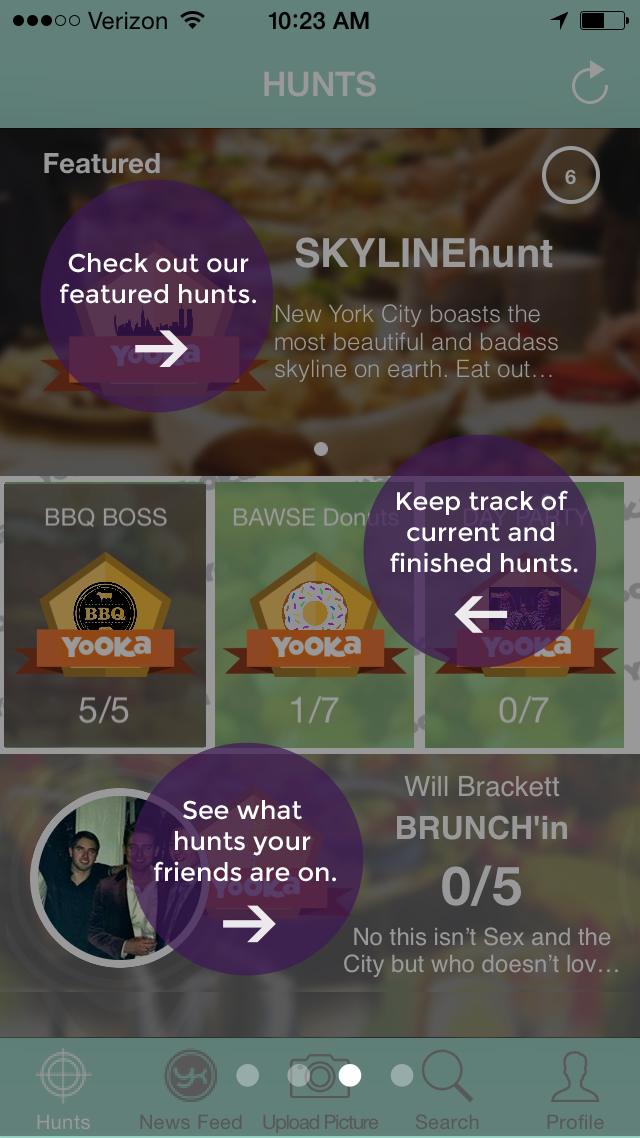 Verizon 10:23 AM
HUNTS
Featured
6
Check out our
featured hunts.
YOOKA
SKYLINEhunt
New York City boasts the
most beautiful and badass
skyline on earth. Eat out...
Keep track of
current and
finished hunts.
BBQ BOSS
BAWSE Donuts
DAY PARTY
BBQ
YOOKA
YOOKA
YOOKA
5/5
1/7
0/7
See what
hunts your
friends are on.
YOOKA
Will Brackett
BRUNCH'in
0/5
No this isn't Sex and the
City but who doesn't lov...
Hunts
yk
News Feed
Upload Picture
Search
Profile